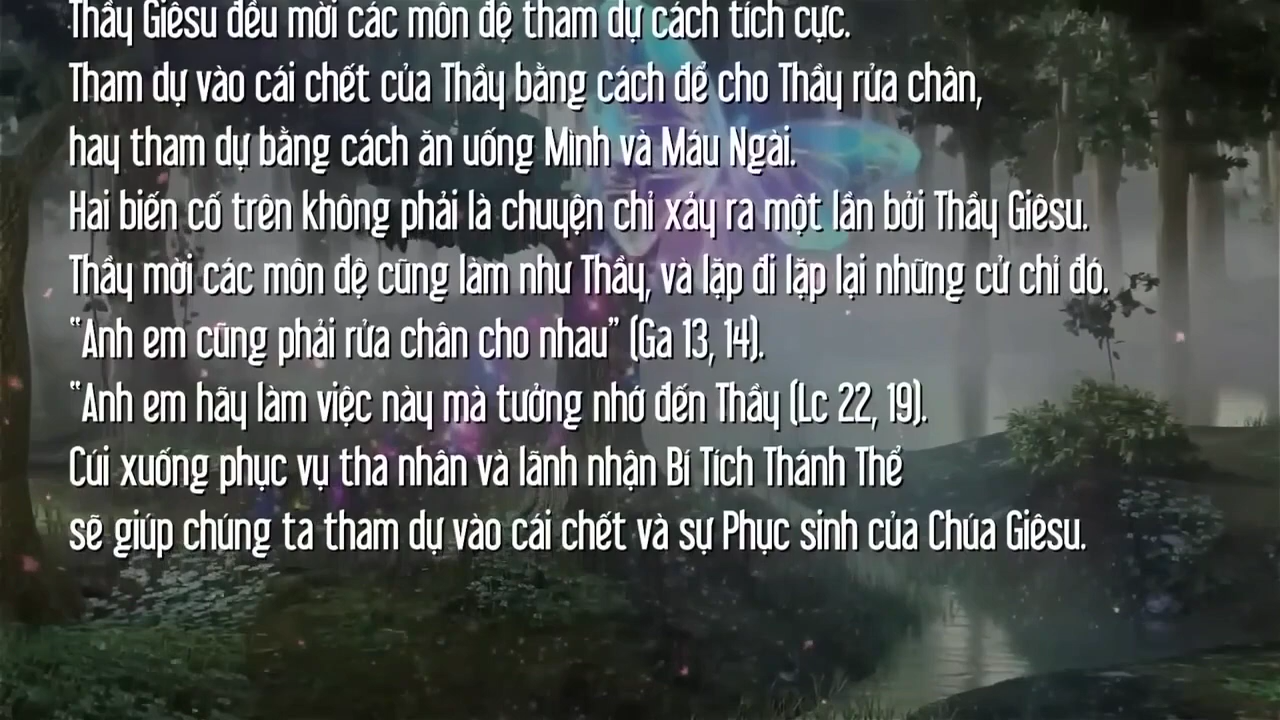 Thầy Giêsu đều mời các môn đệ tham dự cách tích cực.
Tham dự vào cái chết của Thầy bằng cách để cho Thầy rửa chân,
hay tham dự bằng cách ăn uống Mình và Máu Ngài.
Hai biến cố trên không phải là chuyện chỉ xảy ra một lần bởi Thầy Giêsu.
Thầy mời các môn đệ cũng làm như Thầy, và lặp đi lặp lại những cử chỉ đó.
“Anh em cũng phải rửa chân cho nhau” (Ga 13, 14).
“Anh em hãy làm việc này mà tưởng nhớ đến Thầy (Lc 22, 19).
Cúi xuống phục vụ tha nhân và lãnh nhận Bí Tích Thánh Thể
sẽ giúp chúng ta tham dự vào cái chết và sự Phục sinh của Chúa Giêsu.